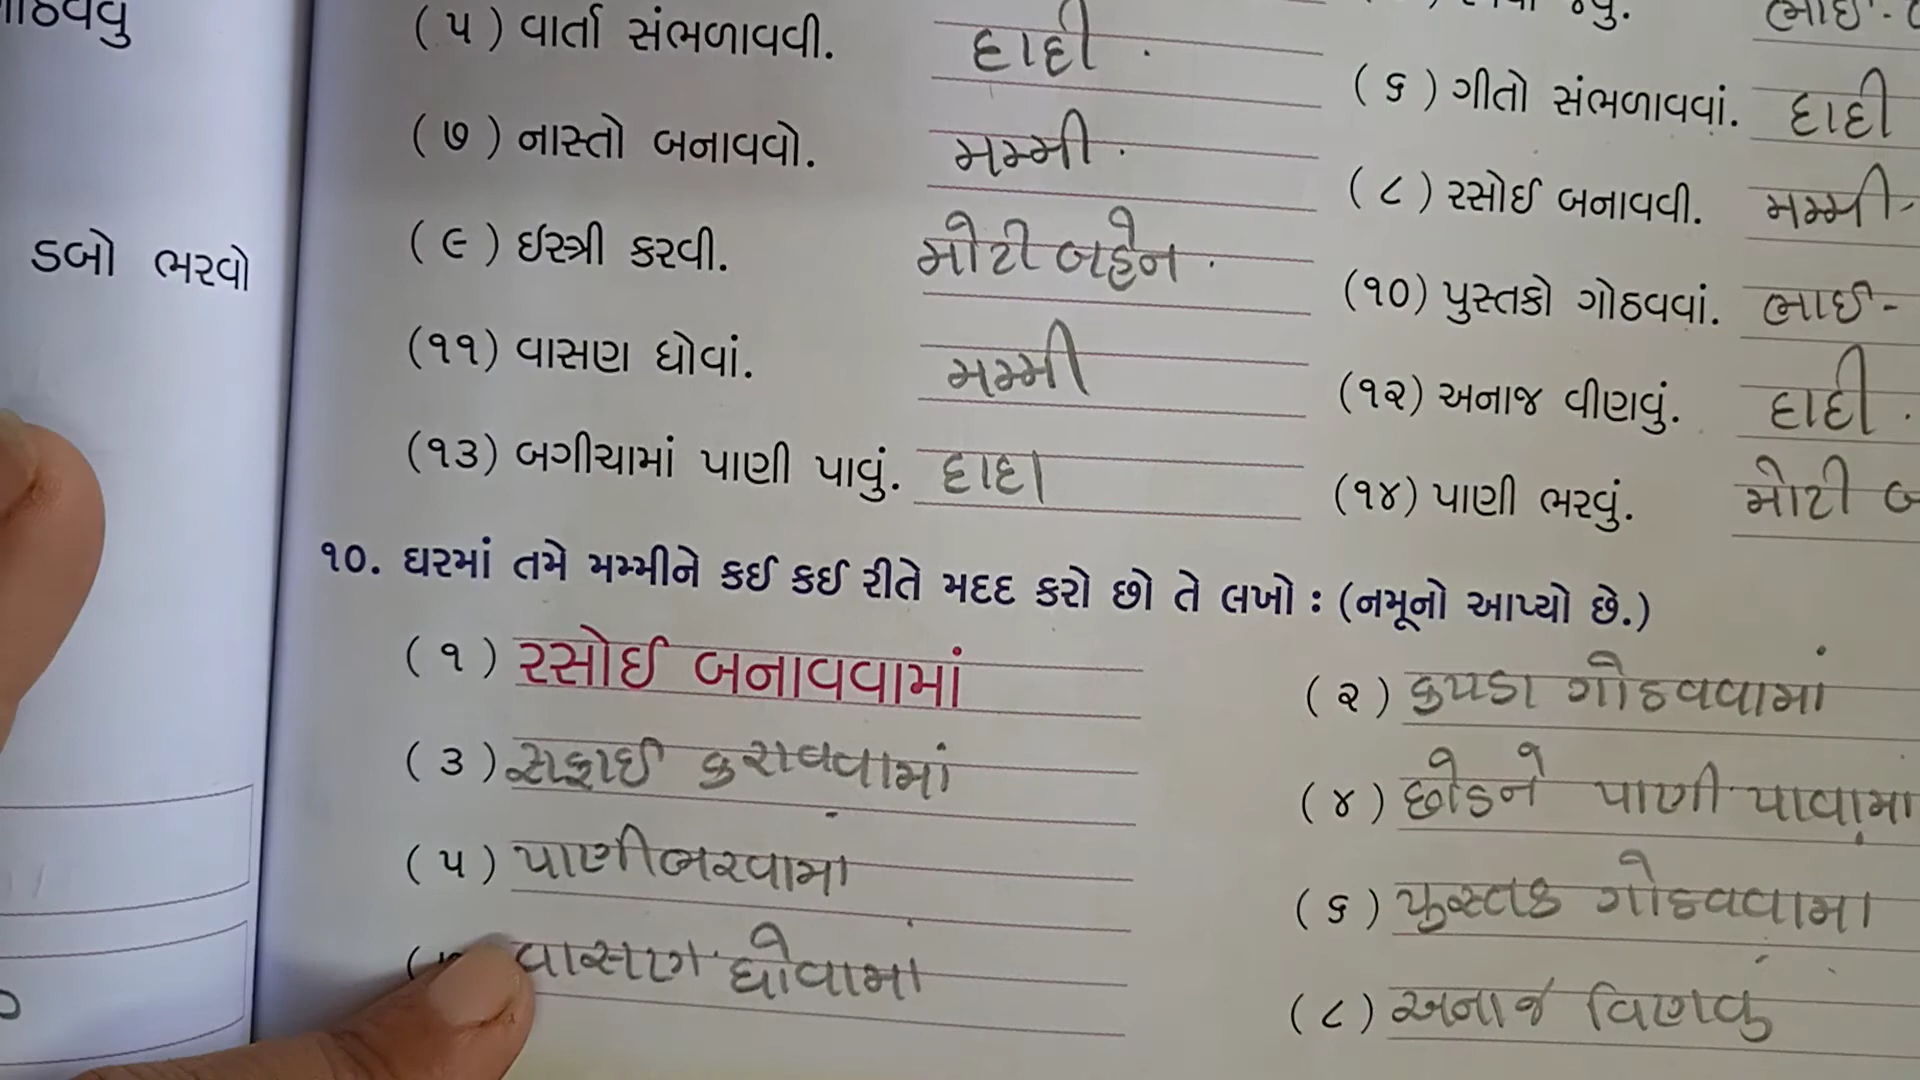 ડબો ભરવો
(૫) વાર્તા સંભળાવવી. દાદી.
(૬) ગીતો સંભળાવવાં. દાદી
(૭) નાસ્તો બનાવવો. મમ્મી.
(૮) રસોઈ બનાવવી. મમ્મી-
(૯) ઇસ્ત્રી કરવી. મોટી બહેન.
(૧૦) પુસ્તકો ગોઠવવાં. ભાઈ-
(૧૧) વાસણ ધોવાં. મમ્મી
(૧૨) અનાજ વીણવું. દાદી.
(૧૩) બગીચામાં પાણી પાવું. દાદા
(૧૪) પાણી ભરવું. મોટી
૧૦. ઘરમાં તમે મમ્મીને કઈ કઈ રીતે મદદ કરો છો તે લખો : (નમૂનો આપ્યો છે.)
(૧) રસોઈ બનાવવામાં
(૨) કપડા ગોઠવવામાં
(૩) સફાઈ કરાવવામાં
(૪) છોડને પાણી પાવામા
(૫) પાણીભરવામાં
(૬) પુસ્તક ગોઠવવામા
વાસણ ધોવામાં
(૮) અનાજ વિણવુ